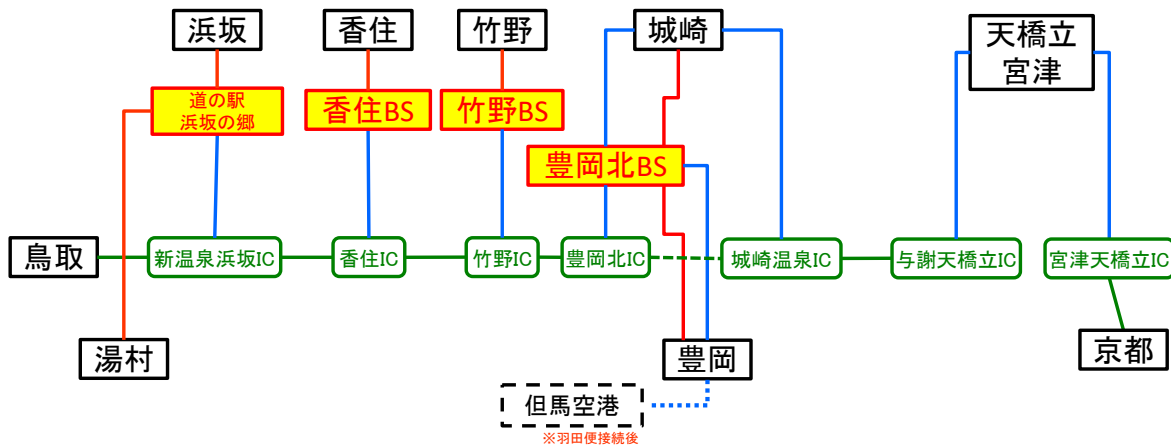 浜坂
香住
竹野
城崎
天橋立
宮津
道の駅
浜坂の郷
香住BS
竹野BS
豊岡北BS
鳥取
新温泉浜坂IC
香住IC
竹野IC
豊岡北IC
城崎温泉IC
与謝天橋立IC
宮津天橋立IC
湯村
豊岡
京都
但馬空港
※羽田便接続後